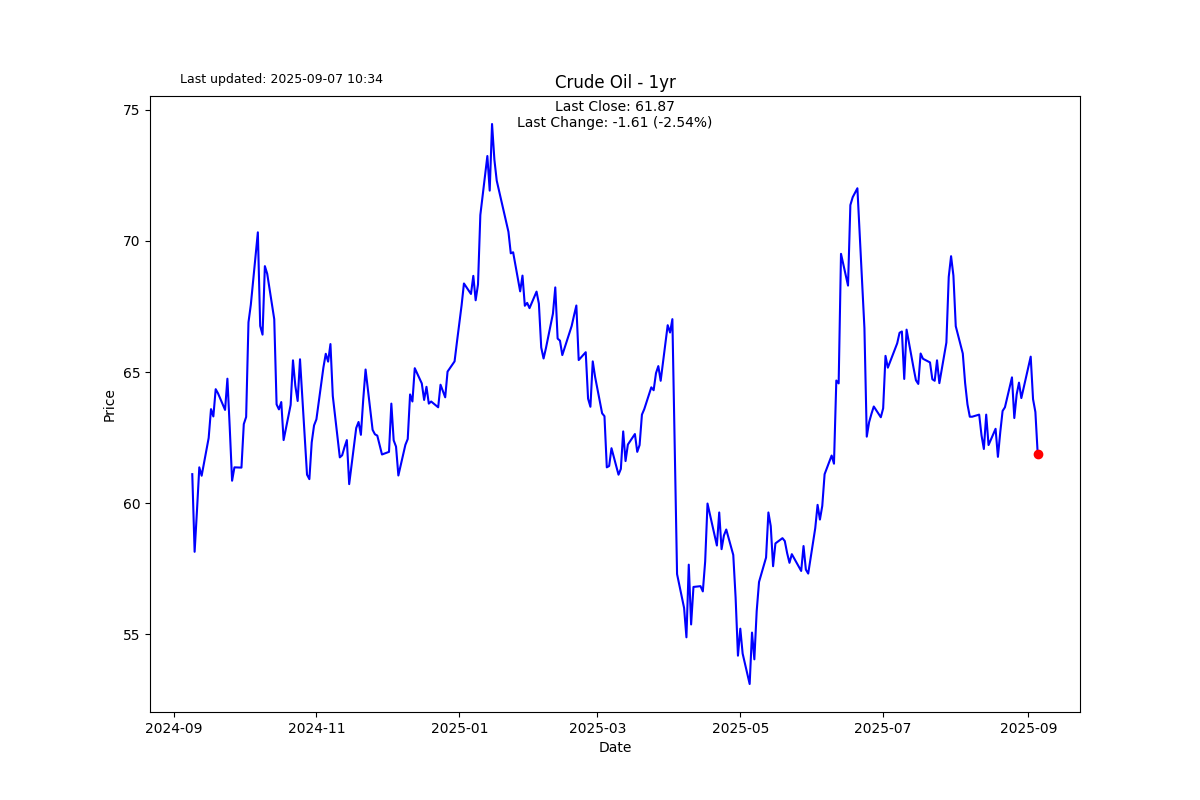 Last updated: 2025-09-07 10:34
Crude Oil - 1yr
Last Close: 61.87
Last Change: -1.61 (-2.54%)
75
70
65
60
55
Price
2024-09 2024-11 2025-01 2025-03 2025-05 2025-07 2025-09
Date